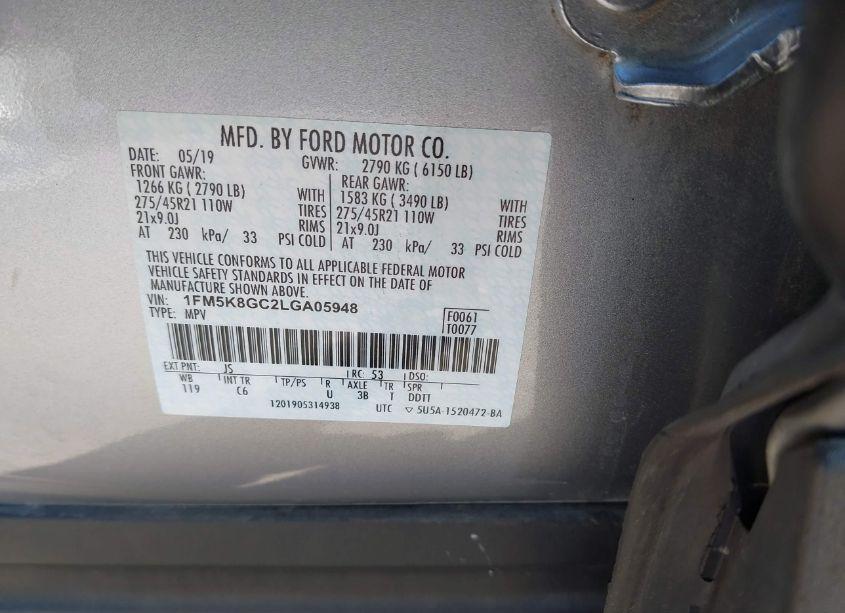 MFD. BY FORD MOTOR CO.
DATE: 05/19 GVWR: 2790 KG ( 6150 LB)
FRONT GAWR: REAR GAWR:
1266 KG ( 2790 LB) WITH 1583 KG ( 3490 LB) WITH
275/45R21 110W TIRES 275/45R21 110W TIRES
21x9.0J RIMS 21x9.0J RIMS
AT 230 kPa/ 33 PSI COLD AT 230 kPa/ 33 PSI COLD
THIS VEHICLE CONFORMS TO ALL APPLICABLE FEDERAL MOTOR
VEHICLE SAFETY STANDARDS IN EFFECT ON THE DATE OF
MANUFACTURE SHOWN ABOVE.
VIN: 1FM5K8GC2LGA05948 F0061
TYPE: MPV T0077
EXT PNT: JS RC: 53 DSO:
WB INT TR TP/PS R AXLE TR SPR
119 C6 U 3B T DDTT
1201905314938 UTC ▽ 5U5A-1520472-BA